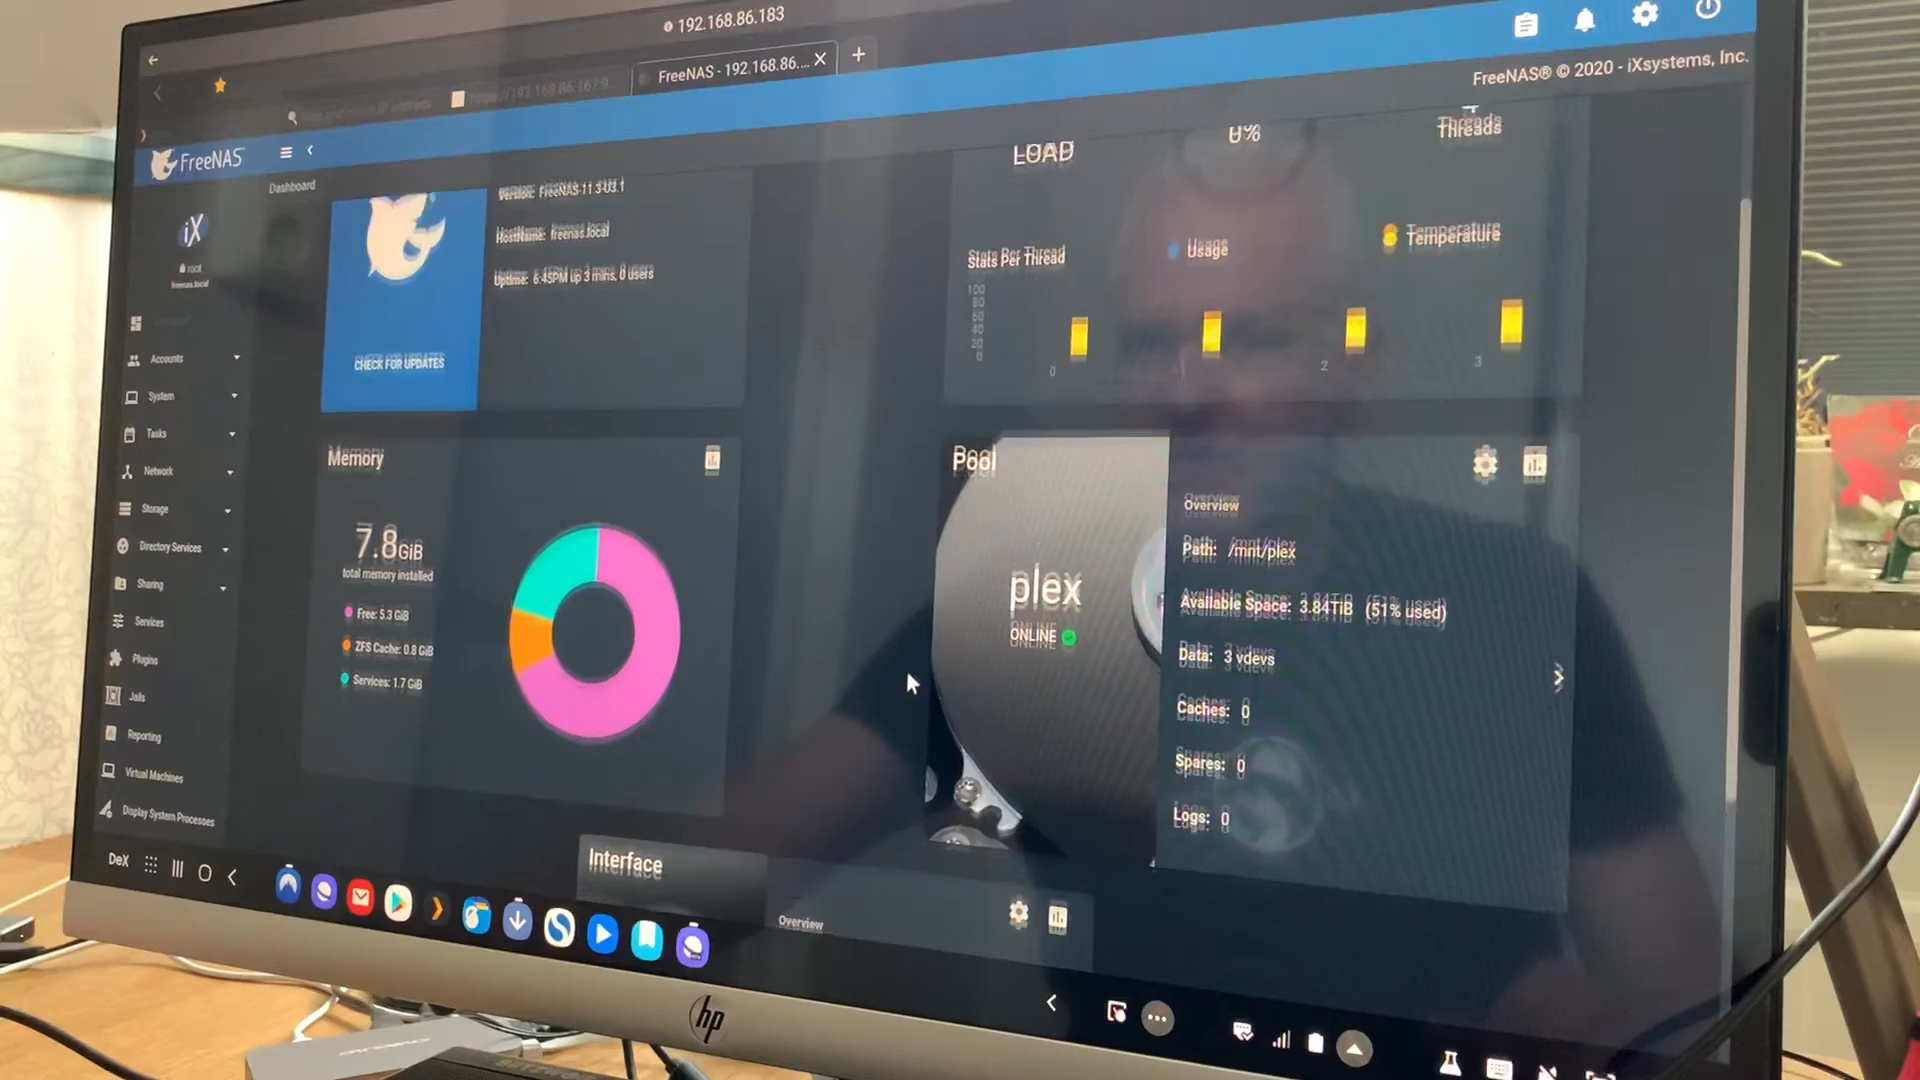 192.168.86.183
FreeNAS - 192.168.86....
FreeNAS® © 2020 - iXsystems, Inc.
FreeNAS
Dashboard
iX
root
freenas.local
Accounts
System
Tasks
Network
Storage
Directory Services
Sharing
Services
Plugins
Jails
Reporting
Virtual Machines
Display System Processes
Version: FreeNAS-11.3-U3.1
HostName: freenas.local
Uptime: 6:45PM up 3 mins, 0 users
CHECK FOR UPDATES
LOAD
0%
Threads
Stats Per Thread
Usage
Temperature
100
80
60
40
20
0
0
2
3
Memory
7.8GiB
total memory installed
Free: 5.3 GiB
ZFS Cache: 0.8 GiB
Services: 1.7 GiB
Pool
plex
ONLINE
Overview
Path: /mnt/plex
Available Space: 3.84TiB (51% used)
Data: 3 vdevs
Caches: 0
Spares: 0
Logs: 0
Interface
Overview
DeX
hp